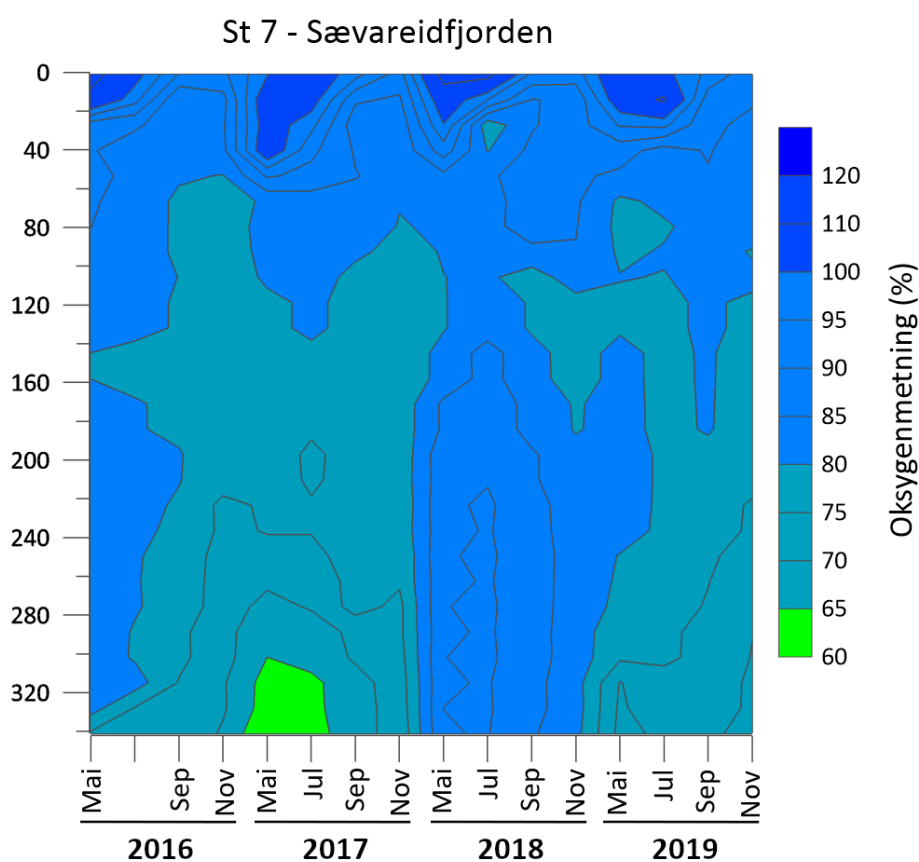 St 7 - Sævareidfjorden
0
40
80
120
160
200
240
280
320
Mai
Sep
Nov
Mai
Jul
Sep
Nov
Mai
Jul
Sep
Nov
Mai
Jul
Sep
Nov
2016
2017
2018
2019
120
110
100
95
90
85
80
75
70
65
60
Oksygenmetning (%)